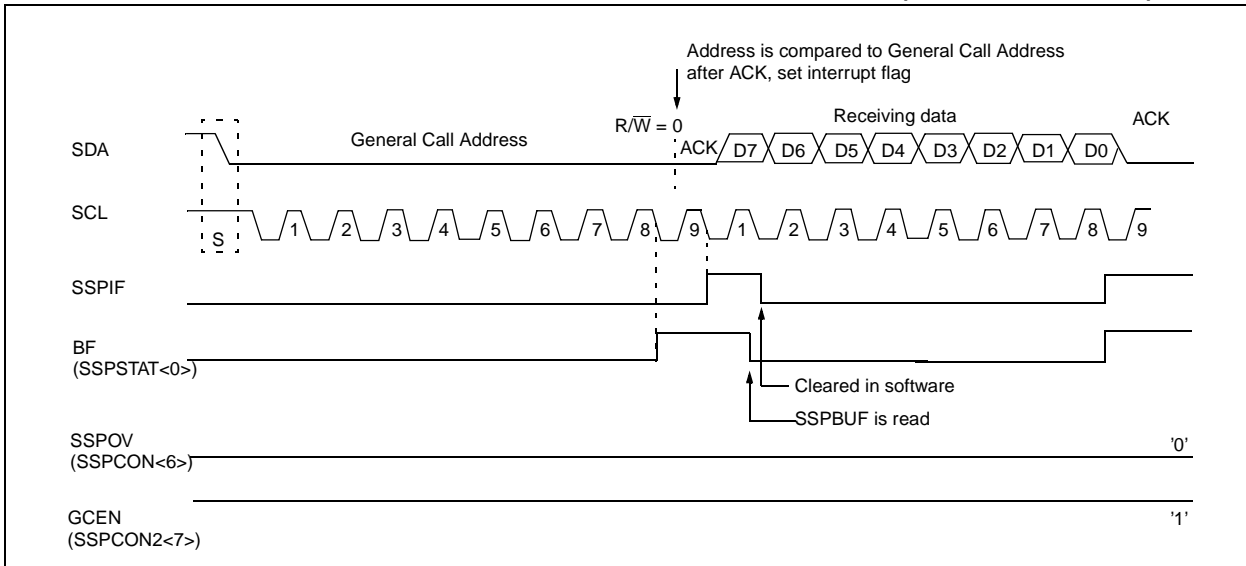 Address is compared to General Call Address
after ACK, set interrupt flag
SDA
General Call Address
R/W̅ = 0
ACK
Receiving data
D7 D6 D5 D4 D3 D2 D1 D0
ACK
SCL
S
1 2 3 4 5 6 7 8 9 1 2 3 4 5 6 7 8 9
SSPIF
BF
(SSPSTAT<0>)
Cleared in software
SSPBUF is read
SSPOV
(SSPCON<6>)
'0'
GCEN
(SSPCON2<7>)
'1'